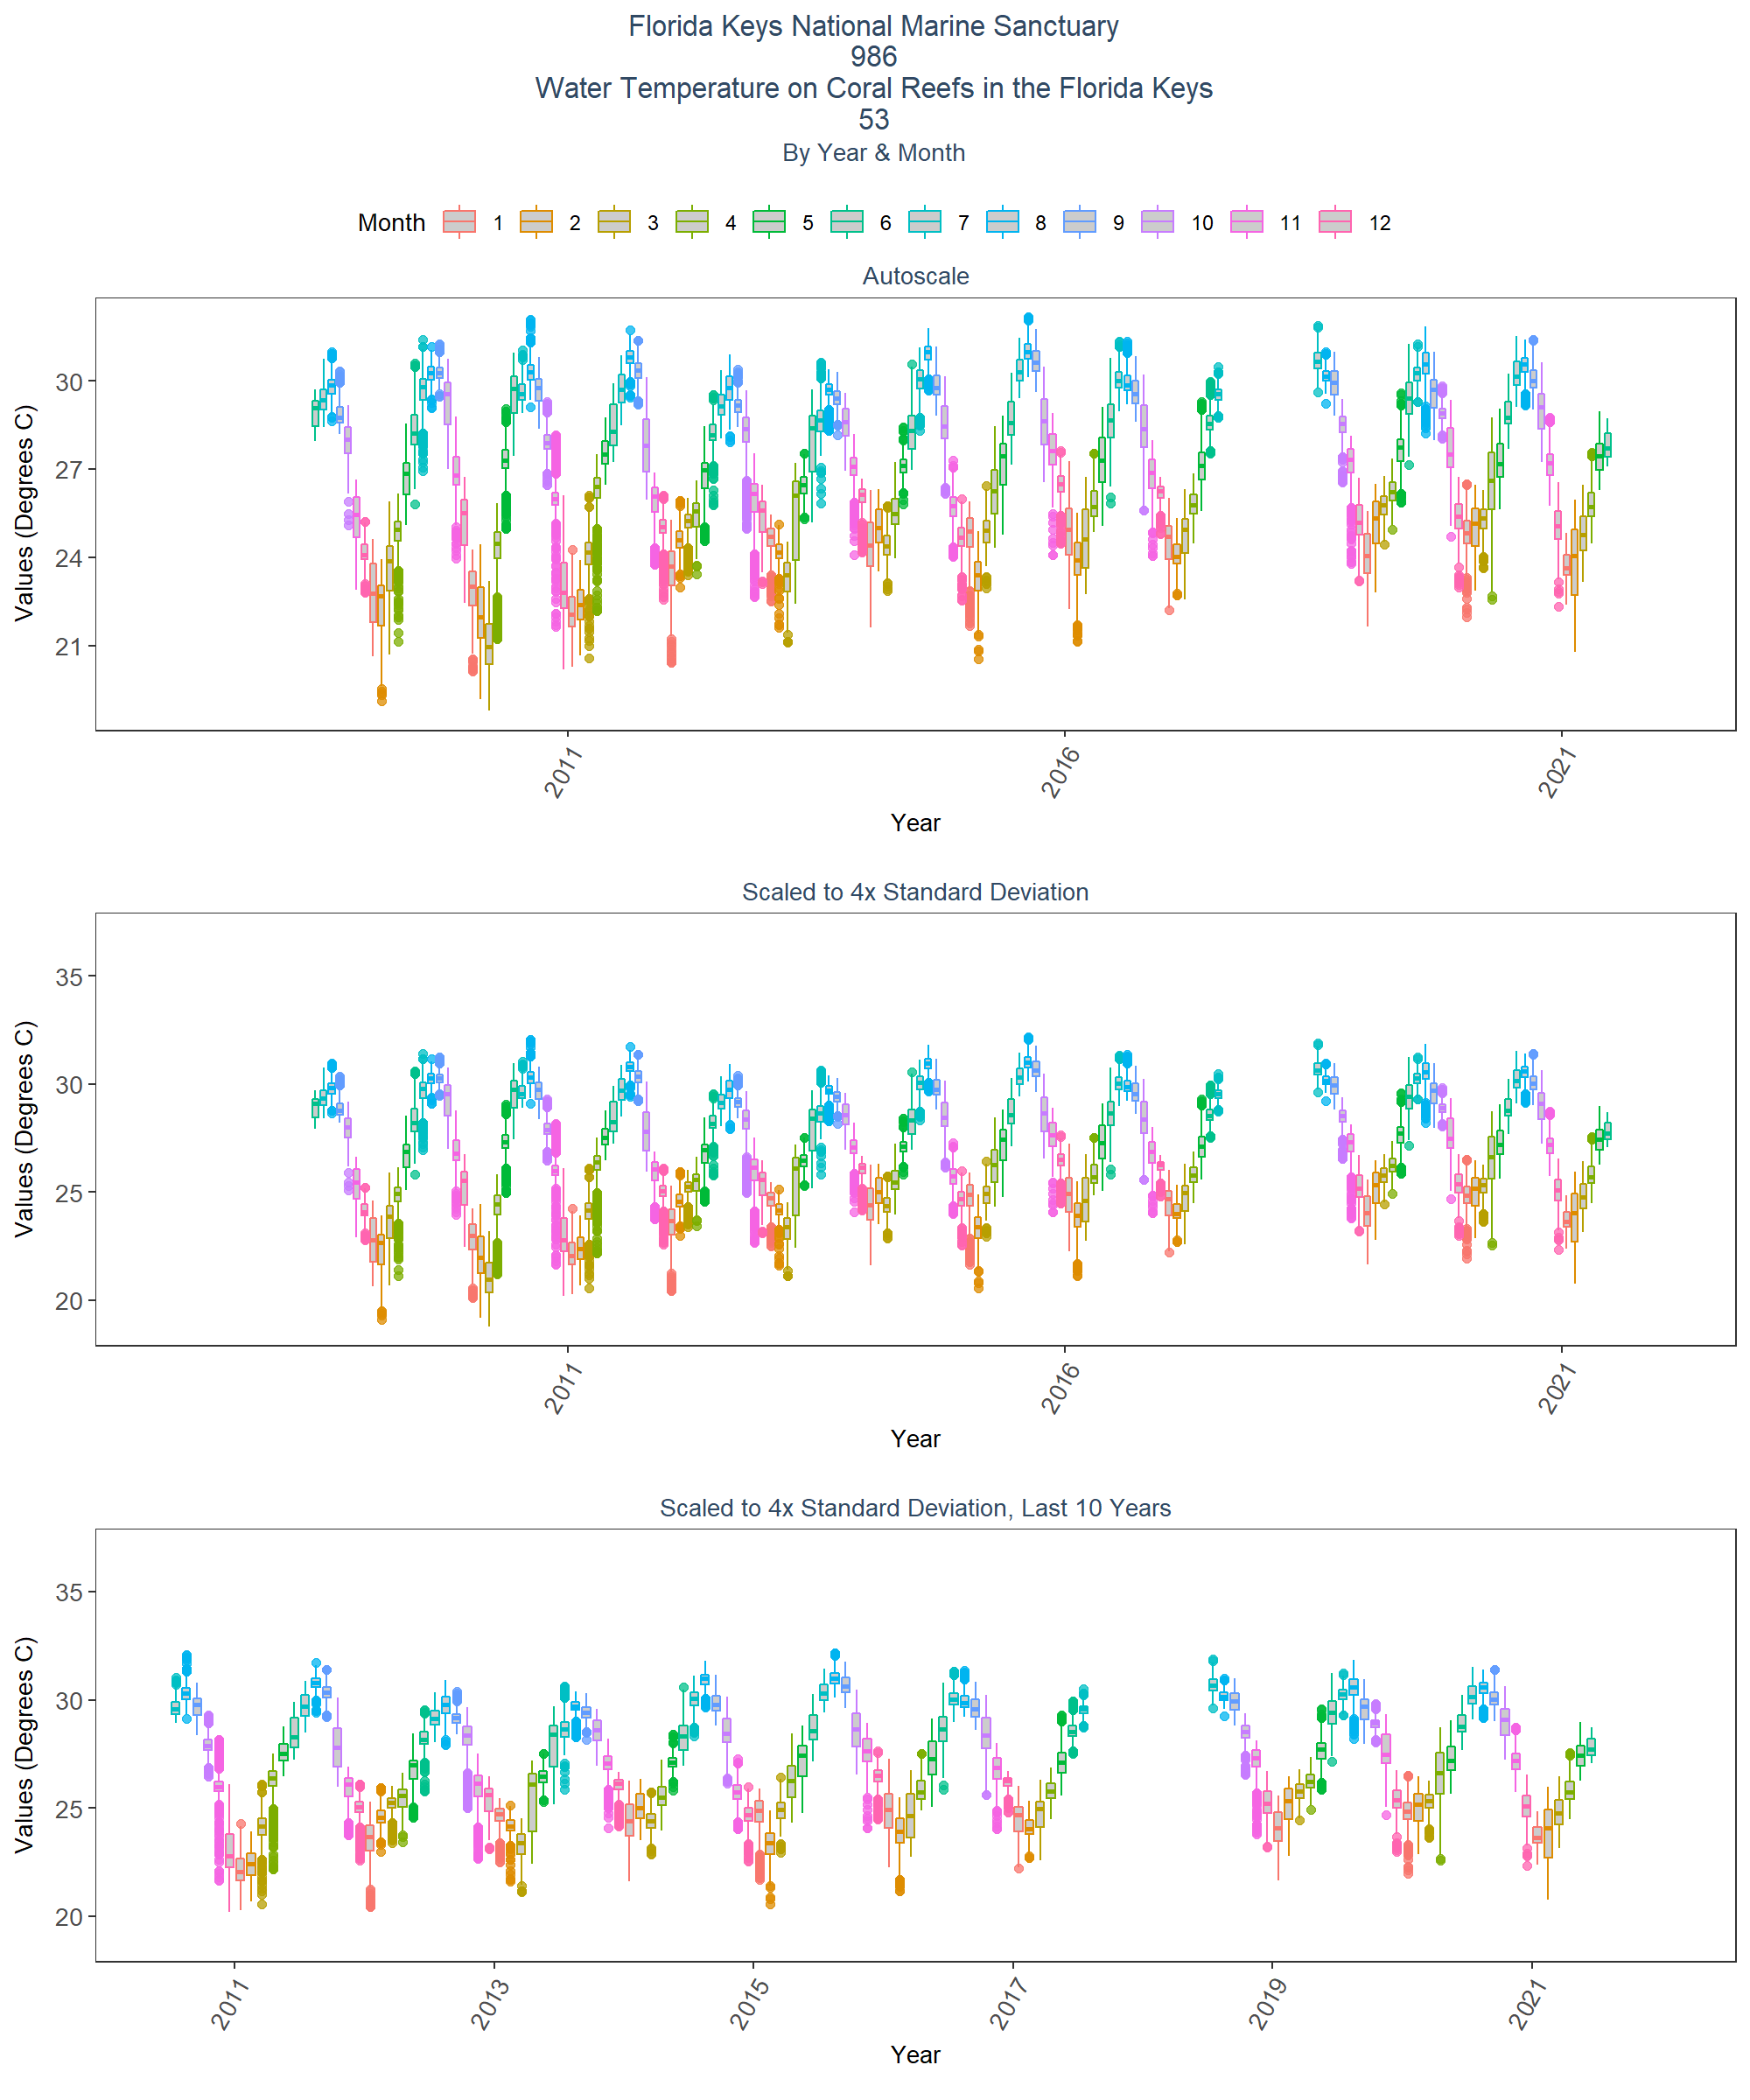 Florida Keys National Marine Sanctuary
986
Water Temperature on Coral Reefs in the Florida Keys
53
By Year & Month
Month 1 2 3 4 5 6 7 8 9 10 11 12
Autoscale
Values (Degrees C)
30
27
24
21
2011 2016 2021
Year
Scaled to 4x Standard Deviation
Values (Degrees C)
35
30
25
20
2011 2016 2021
Year
Scaled to 4x Standard Deviation, Last 10 Years
Values (Degrees C)
35
30
25
20
2011 2013 2015 2017 2019 2021
Year